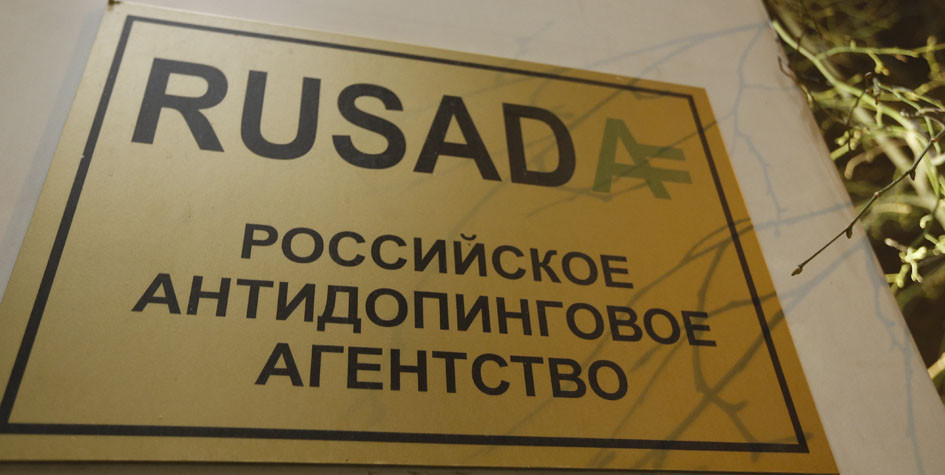 RUSADA
РОССИЙСКОЕ
АНТИДОПИНГОВОЕ
АГЕНТСТВО